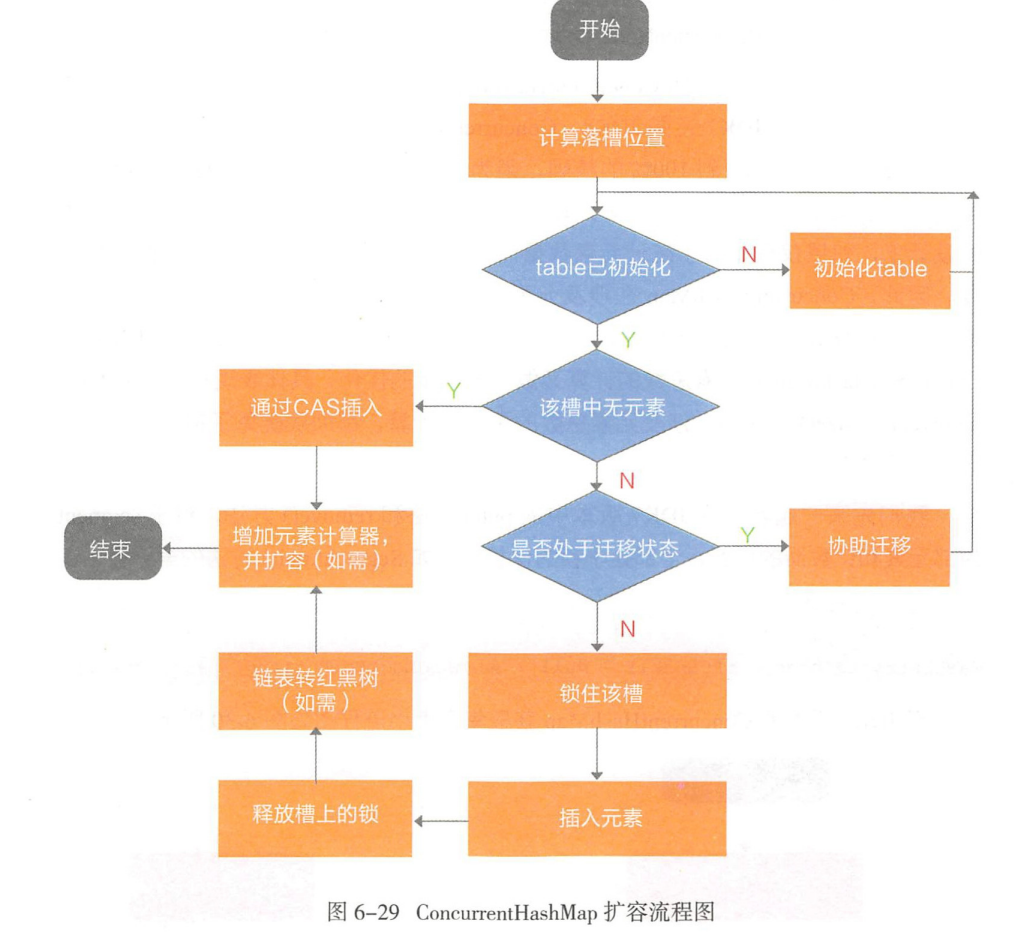 开始
计算落槽位置
table已初始化
N
初始化table
Y
该槽中无元素
Y
通过CAS插入
N
是否处于迁移状态
Y
协助迁移
增加元素计算器，
并扩容（如需）
结束
N
锁住该槽
链表转红黑树
（如需）
插入元素
释放槽上的锁
图 6-29 ConcurrentHashMap 扩容流程图